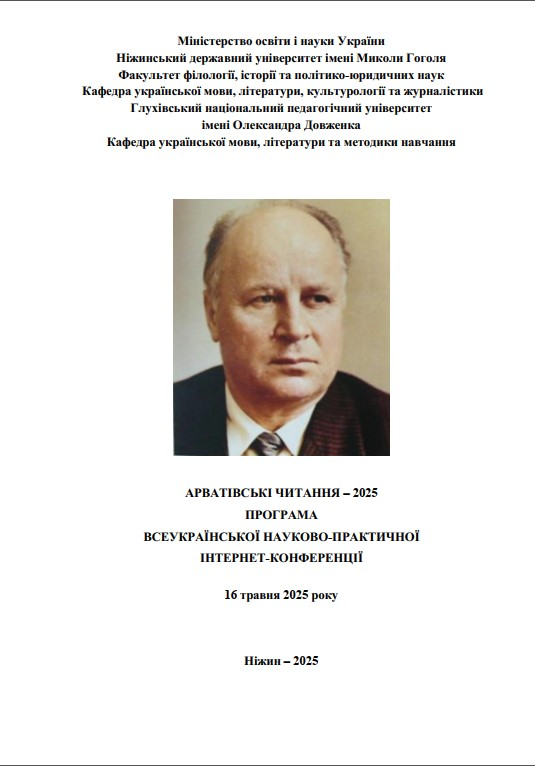 Міністерство освіти і науки України
Ніжинський державний університет імені Миколи Гоголя
Факультет філології, історії та політико-юридичних наук
Кафедра української мови, літератури, культурології та журналістики
Глухівський національний педагогічний університет
імені Олександра Довженка
Кафедра української мови, літератури та методики навчання
АРВАТІВСЬКІ ЧИТАННЯ – 2025
ПРОГРАМА
ВСЕУКРАЇНСЬКОЇ НАУКОВО-ПРАКТИЧНОЇ
ІНТЕРНЕТ-КОНФЕРЕНЦІЇ
16 травня 2025 року
Ніжин – 2025